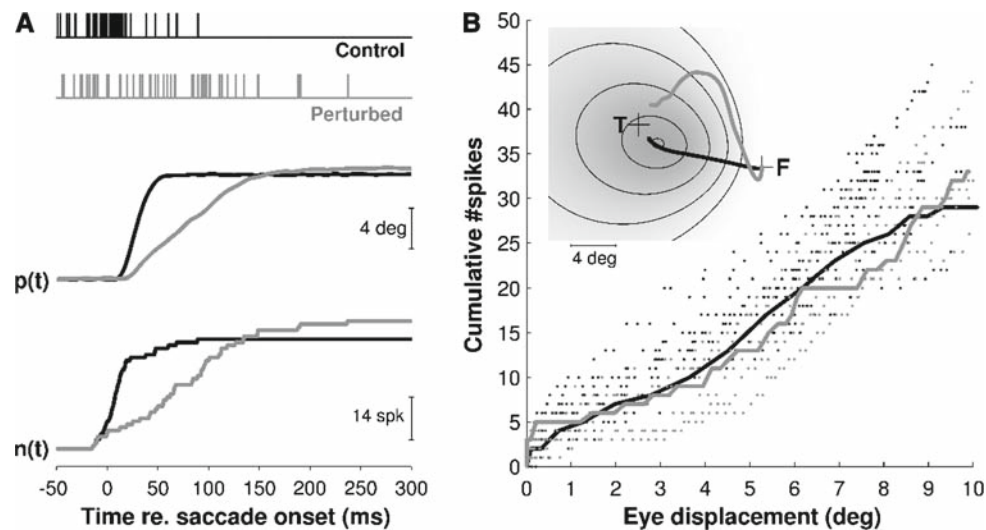 A
Control
Perturbed
4 deg
p(t)
14 spk
n(t)
-50 0 50 100 150 200 250 300
Time re. saccade onset (ms)
B
50
45
40
35
30
25
20
15
10
5
0
Cumulative #spikes
T
F
4 deg
0 1 2 3 4 5 6 7 8 9 10
Eye displacement (deg)